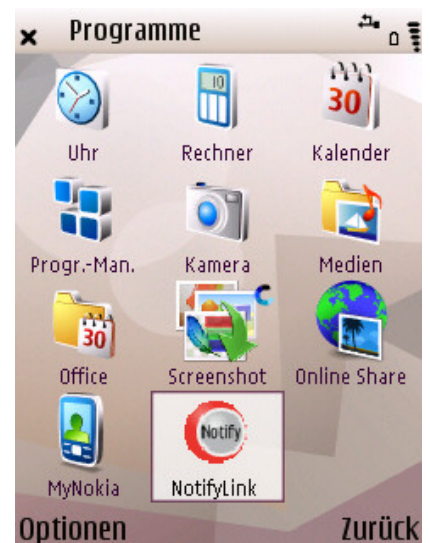 Programme
10
30
Uhr
Rechner
Kalender
Progr.-Man.
Kamera
Medien
30
Office
Screenshot
Online Share
Notify
MyNokia
NotifyLink
Optionen
Zurück